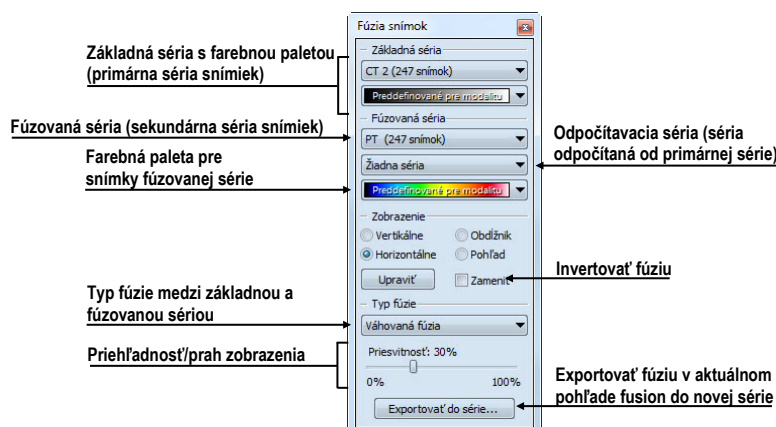 Fúzia snímok
Základná séria
CT 2 (247 snímok)
Preddefinované pre modalitu
Fúzovaná séria
PT (247 snímok)
Žiadna séria
Preddefinované pre modalitu
Zobrazenie
Vertikálne
Obdĺžnik
Horizontálne
Pohľad
Upraviť
Zameniť
Typ fúzie
Váhovaná fúzia
Priesvitnosť: 30%
0%
100%
Exportovať do série...
Základná séria s farebnou paletou
(primárna séria snímiek)
Fúzovaná séria (sekundárna séria snímiek)
Farebná paleta pre
snímky fúzovanej série
Typ fúzie medzi základnou a
fúzovanou sériou
Priehľadnosť/prah zobrazenia
Odpočítavacia séria (séria
odpočítaná od primárnej série)
Invertovať fúziu
Exportovať fúziu v aktuálnom
pohľade fusion do novej série